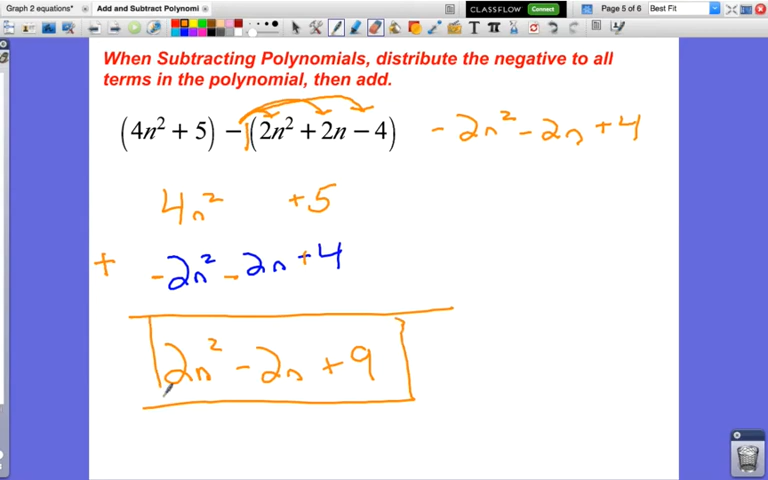 Graph 2 equations*
Add and Subtract Polynomi
CLASSFLOW Connect
Page 5 of 6
Best Fit
When Subtracting Polynomials, distribute the negative to all
terms in the polynomial, then add.
(4n² + 5) − 1(2n² + 2n − 4) - 2n² - 2n + 4
4n² + 5
+ - 2n² - 2n + 4
2n² - 2n + 9